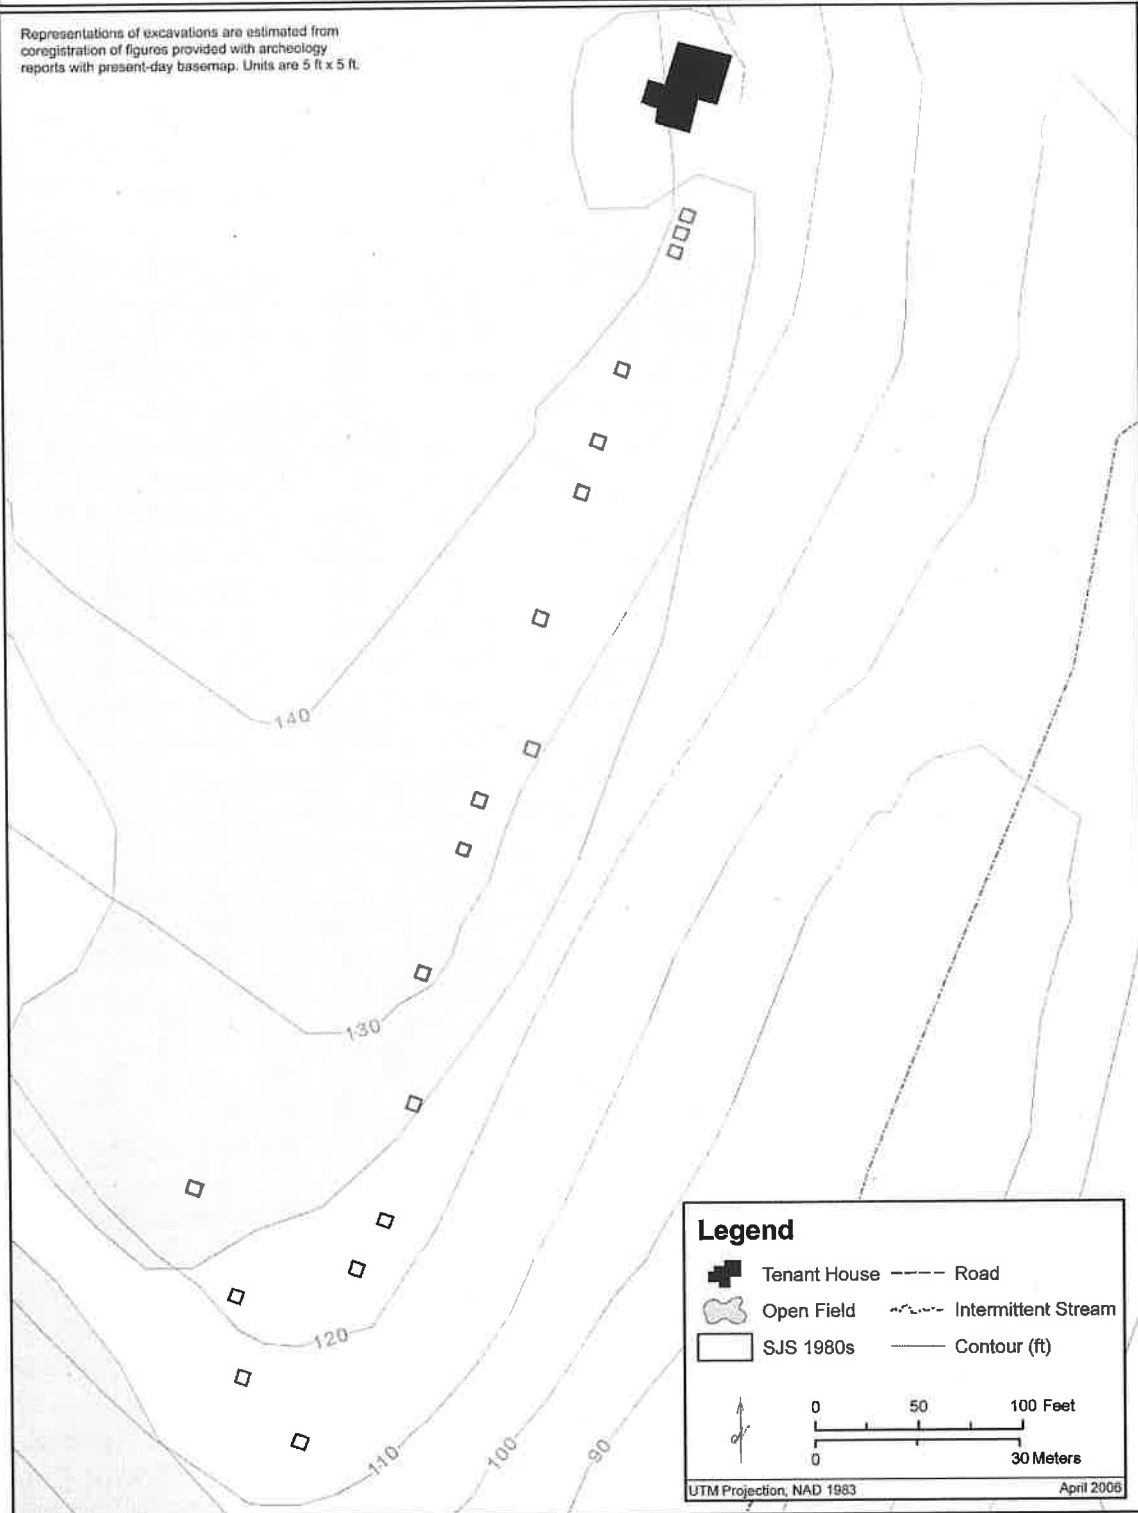 Representations of excavations are estimated from
coregistration of figures provided with archeology
reports with present-day basemap. Units are 5 ft x 5 ft.
140
130
120
110
100
90
Legend
Tenant House
Road
Open Field
Intermittent Stream
SJS 1980s
Contour (ft)
0 50 100 Feet
0 30 Meters
UTM Projection, NAD 1983
April 2006